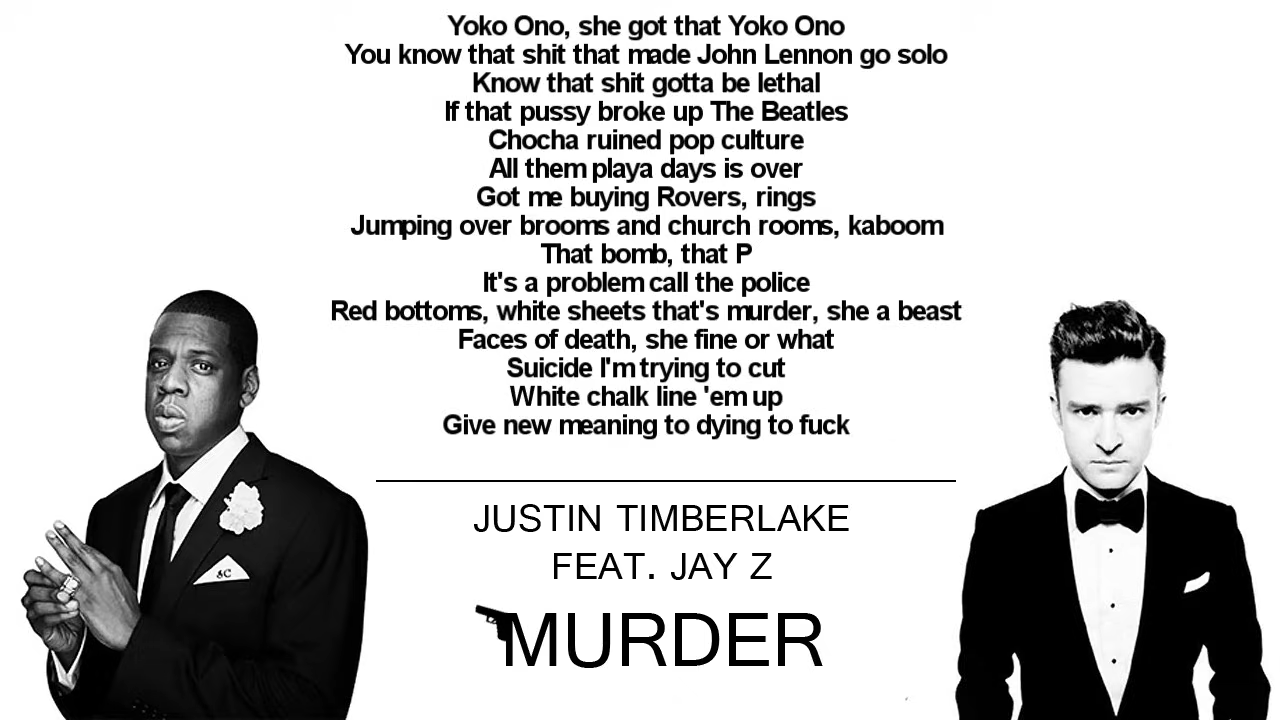 Yoko Ono, she got that Yoko Ono
You know that shit that made John Lennon go solo
Know that shit gotta be lethal
If that pussy broke up The Beatles
Chocha ruined pop culture
All them playa days is over
Got me buying Rovers, rings
Jumping over brooms and church rooms, kaboom
That bomb, that P
It's a problem call the police
Red bottoms, white sheets that's murder, she a beast
Faces of death, she fine or what
Suicide I'm trying to cut
White chalk line 'em up
Give new meaning to dying to fuck
JUSTIN TIMBERLAKE
FEAT. JAY Z
MURDER
SC